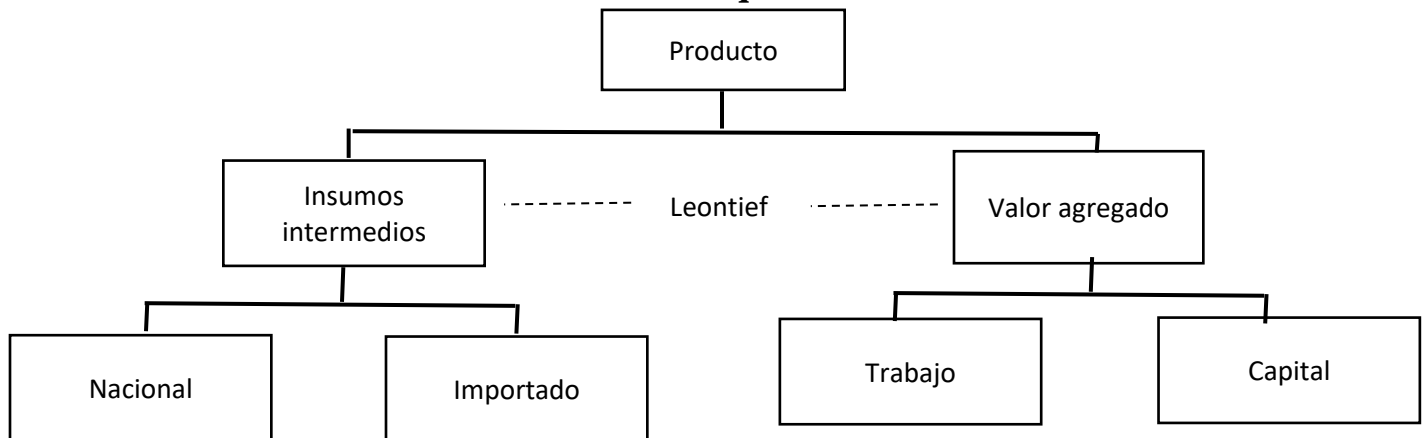 Producto
Insumos
intermedios
Leontief
Valor agregado
Nacional
Importado
Trabajo
Capital